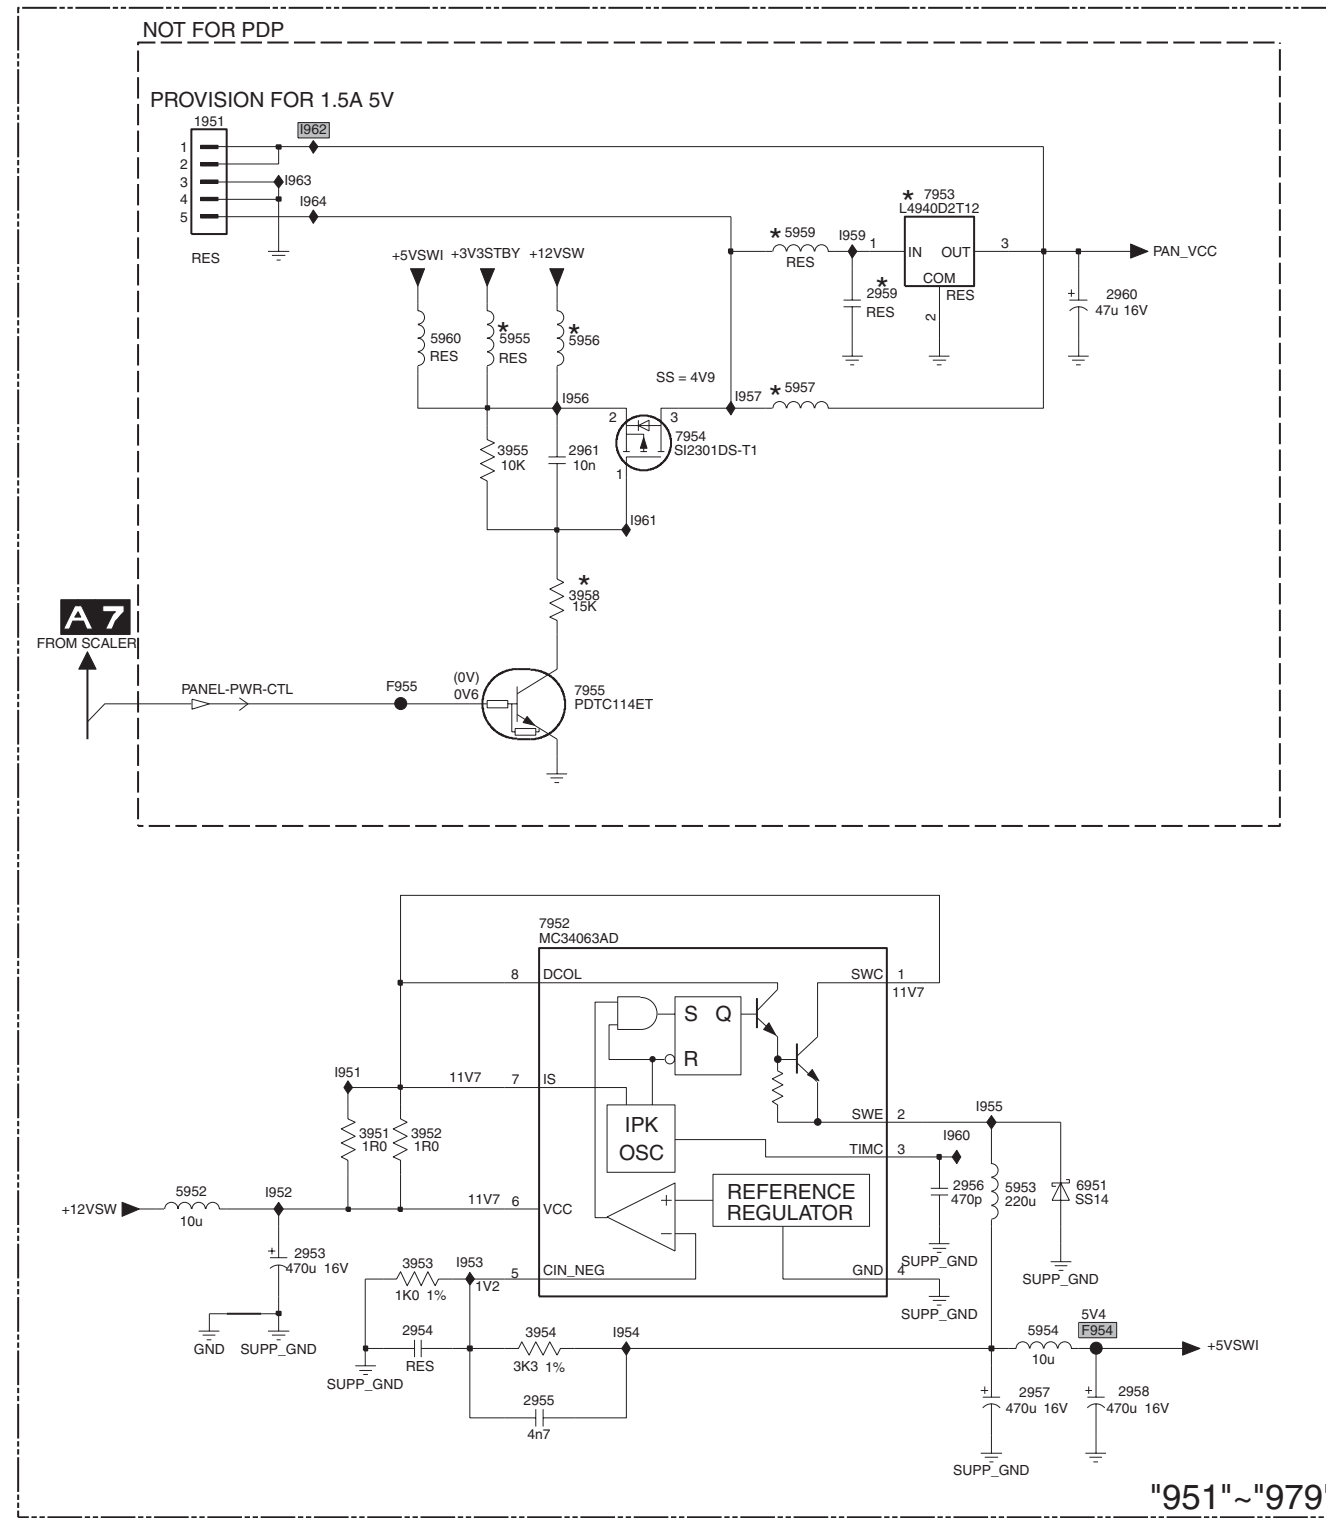 NOT FOR PDP
PROVISION FOR 1.5A 5V
1951
I962
1
2
3
4
5
I963
I964
RES
* 7953
L4940D2T12
* 5959
RES
I959
1
IN OUT
COM
3
RES
2
*
2959
RES
PAN_VCC
+
2960
47u 16V
+5VSWI +3V3STBY +12VSW
5960
RES
*
5955
RES
*
5956
SS = 4V9
I956
I957
* 5957
2
3
7954
SI2301DS-T1
1
3955
10K
2961
10n
I961
*
3958
15K
A 7
FROM SCALER
PANEL-PWR-CTL
F955
(0V)
0V6
7955
PDTC114ET
7952
MC34063AD
8 DCOL
SWC 1
11V7
S Q
R
I951
11V7 7 IS
3951
1R0
3952
1R0
IPK
OSC
SWE 2
I955
TIMC 3
I960
2956
470p
5953
220u
6951
SS14
REFERENCE
REGULATOR
+12VSW
5952
10u
I952
11V7 6 VCC
+
−
+
2953
470u 16V
3953
1K0 1%
I953
1V2
5 CIN_NEG
GND 4
SUPP_GND
SUPP_GND
SUPP_GND
GND SUPP_GND
2954
RES
SUPP_GND
3954
3K3 1%
I954
2955
4n7
5V4
F954
5954
10u
+5VSWI
+
2957
470u 16V
+
2958
470u 16V
SUPP_GND
"951"~"979"